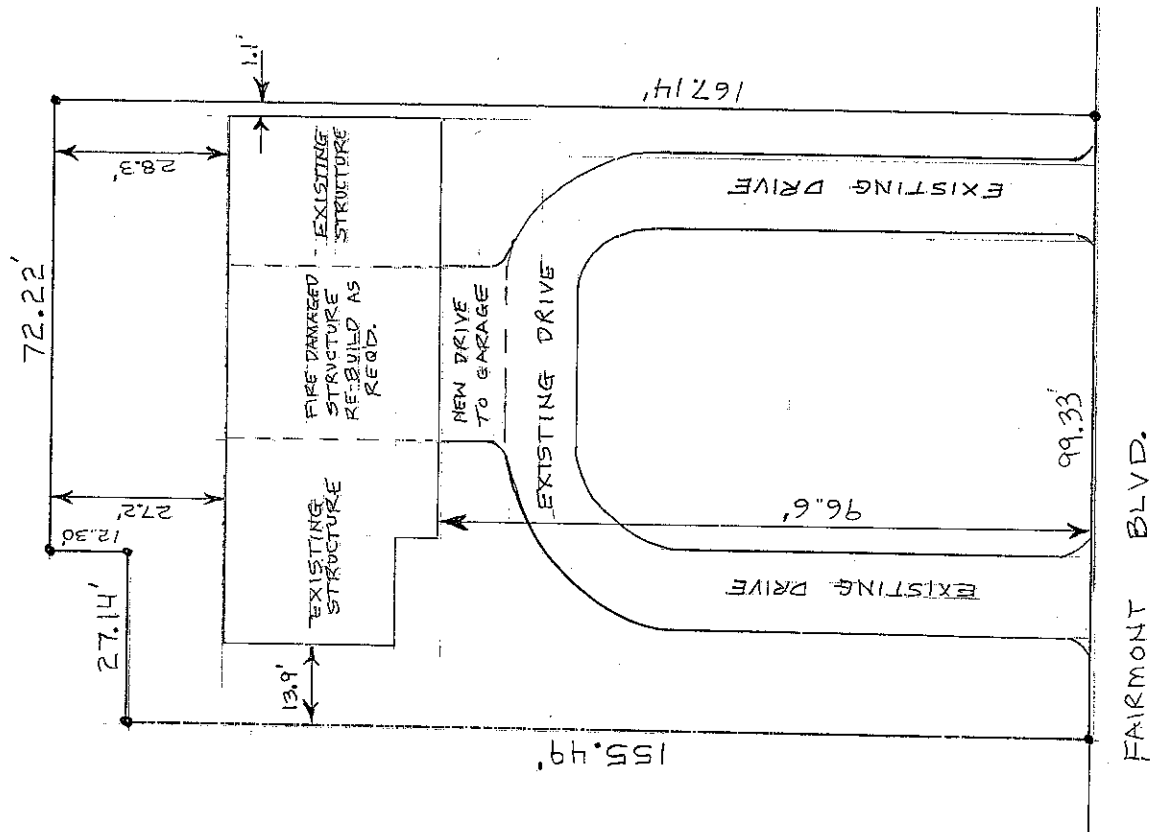 72.22'
1.1'
28.3'
167.14'
27.2'
12.30'
27.14'
13.9'
EXISTING
STRUCTURE
FIRE DAMAGED
STRUCTURE
RE-BUILD AS
REQD.
EXISTING
STRUCTURE
NEW DRIVE
TO GARAGE
EXISTING DRIVE
EXISTING DRIVE
EXISTING DRIVE
96.6'
99.33'
155.49'
FAIRMONT BLVD.